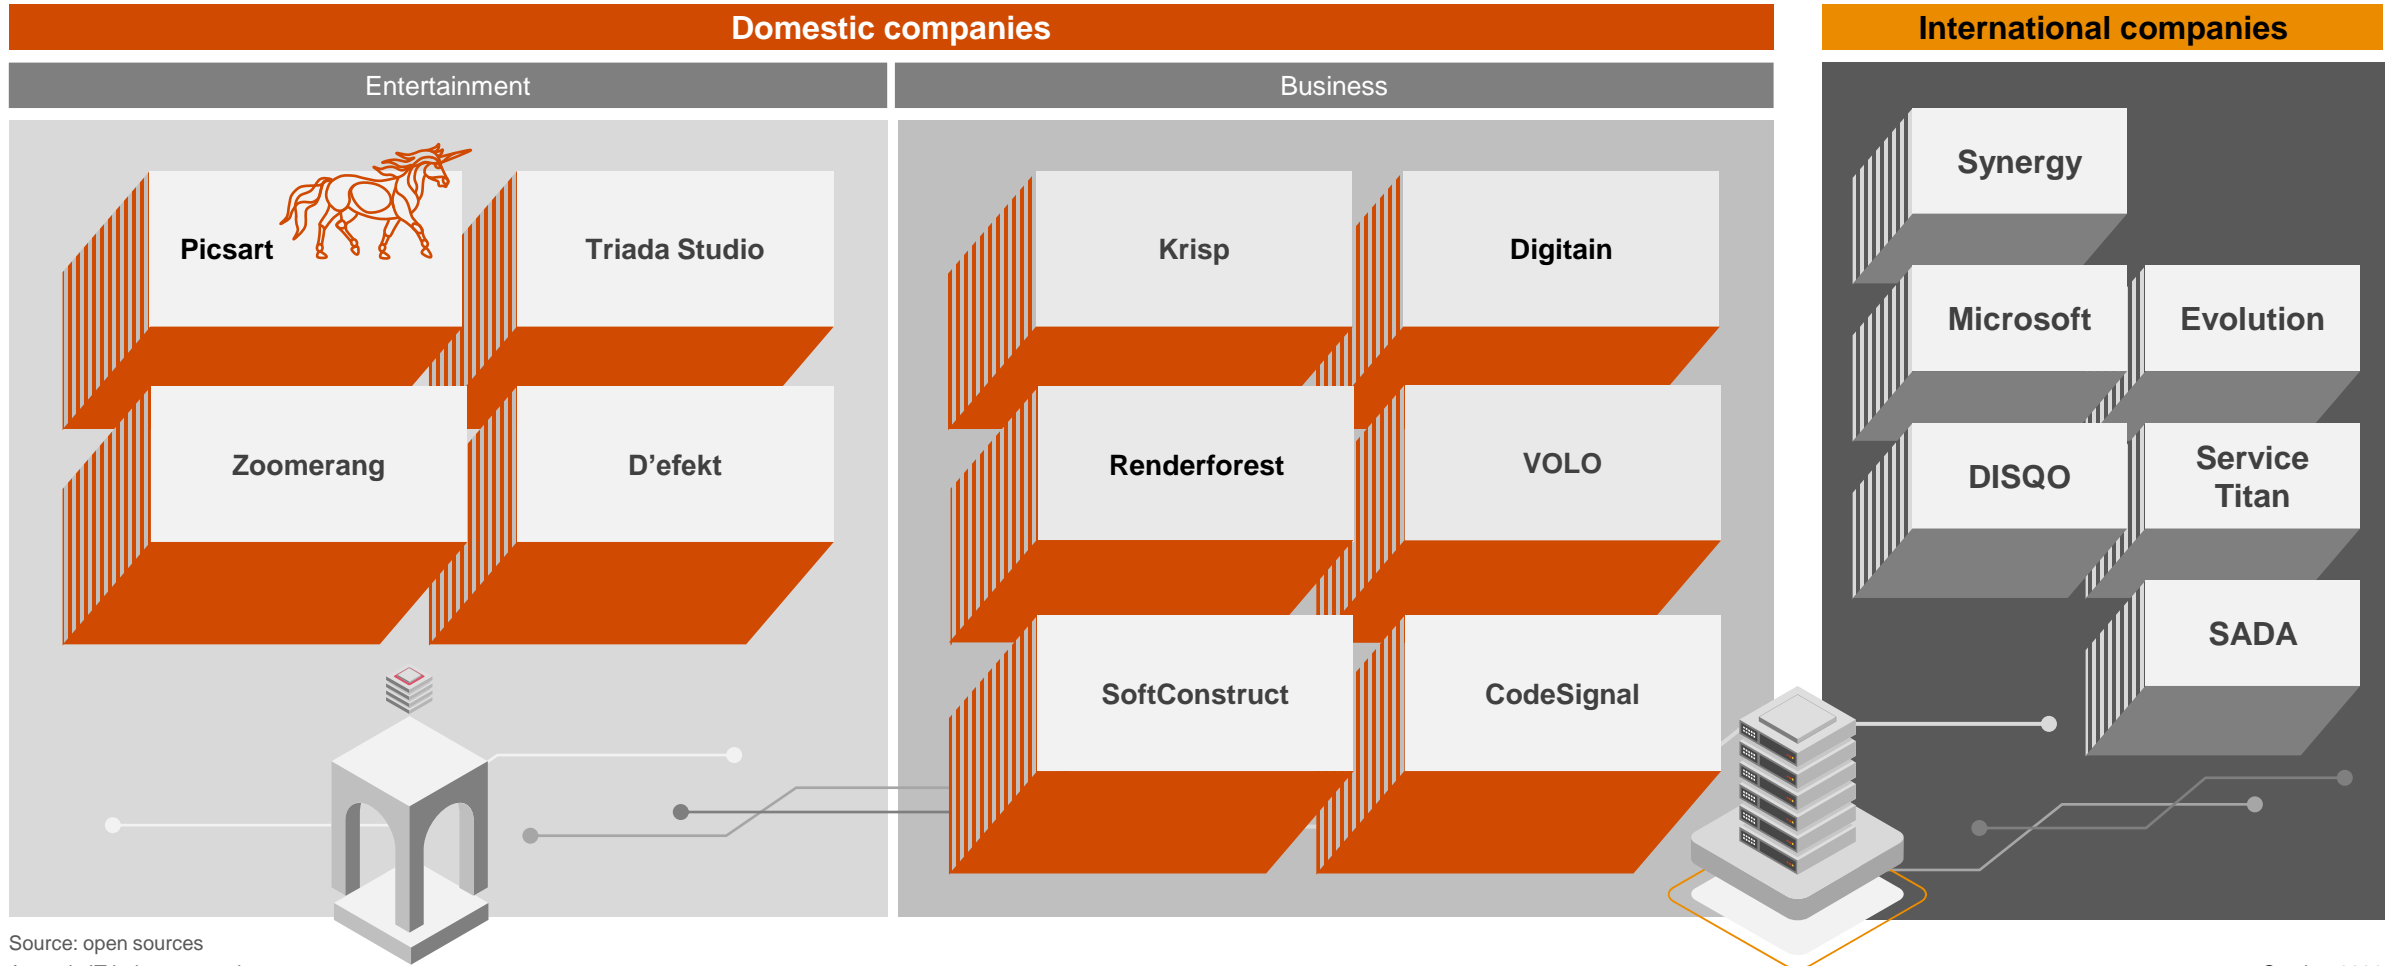 Domestic companies
International companies
Entertainment
Business
Picsart
Triada Studio
Zoomerang
D’efekt
Krisp
Digitain
Renderforest
VOLO
SoftConstruct
CodeSignal
Synergy
Microsoft
Evolution
DISQO
Service
Titan
SADA
Source: open sources